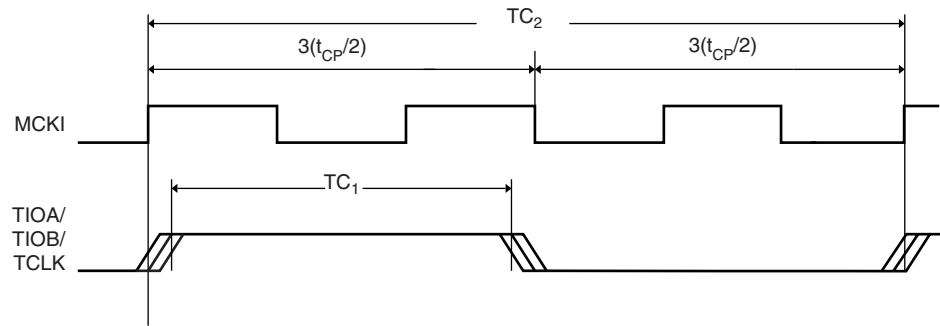 TC2
3(tCP/2) 3(tCP/2)
MCKI
TC1
TIOA/
TIOB/
TCLK